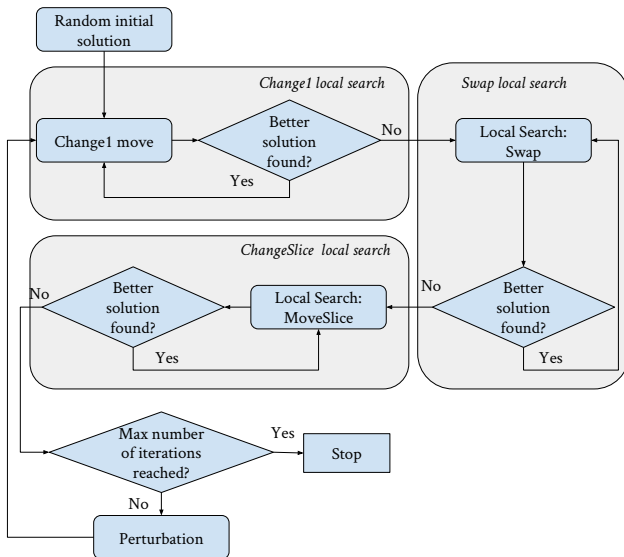 Random initial
solution
Change1 local search
Swap local search
Change1 move
Better
solution
found?
Yes
No
Local Search:
Swap
Better
solution
found?
Yes
No
ChangeSlice local search
Local Search:
MoveSlice
Better
solution
found?
Yes
No
Max number
of iterations
reached?
Yes
Stop
No
Perturbation